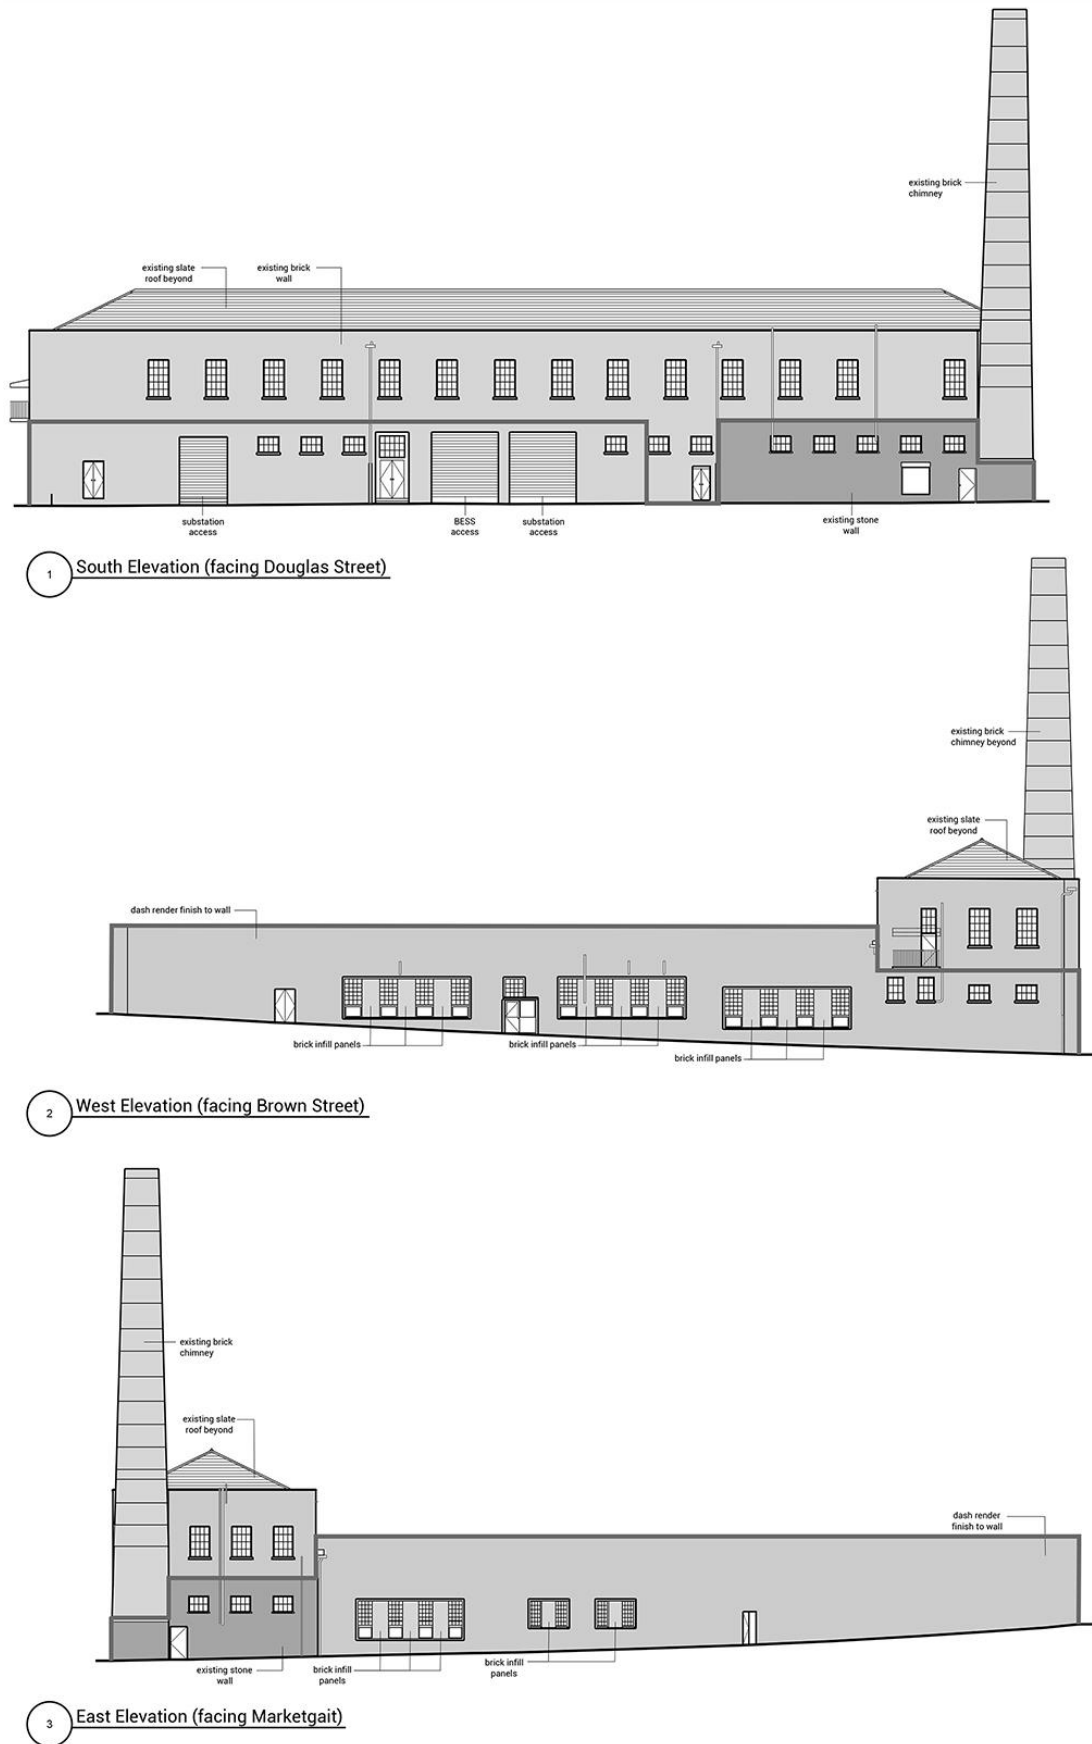 existing brick
chimney
existing slate
roof beyond
existing brick
wall
substation
access
BESS
access
substation
access
existing stone
wall
1
South Elevation (facing Douglas Street)
existing brick
chimney beyond
existing slate
roof beyond
dash render finish to wall
brick infill panels
brick infill panels
brick infill panels
2
West Elevation (facing Brown Street)
existing brick
chimney
existing slate
roof beyond
dash render
finish to wall
existing stone
wall
brick infill
panels
brick infill
panels
3
East Elevation (facing Marketgait)